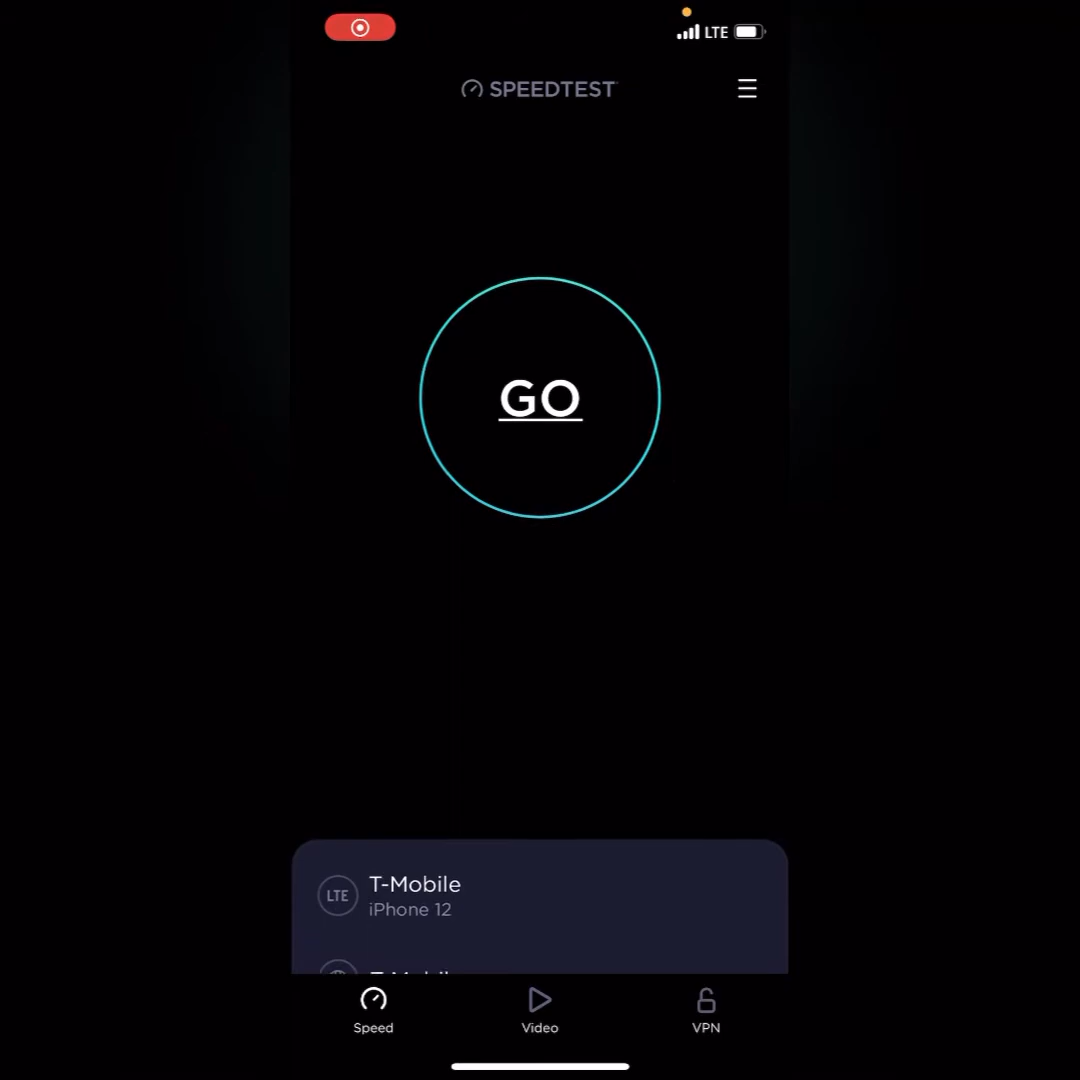 LTE
SPEEDTEST
GO
LTE
T-Mobile
iPhone 12
Speed
Video
VPN